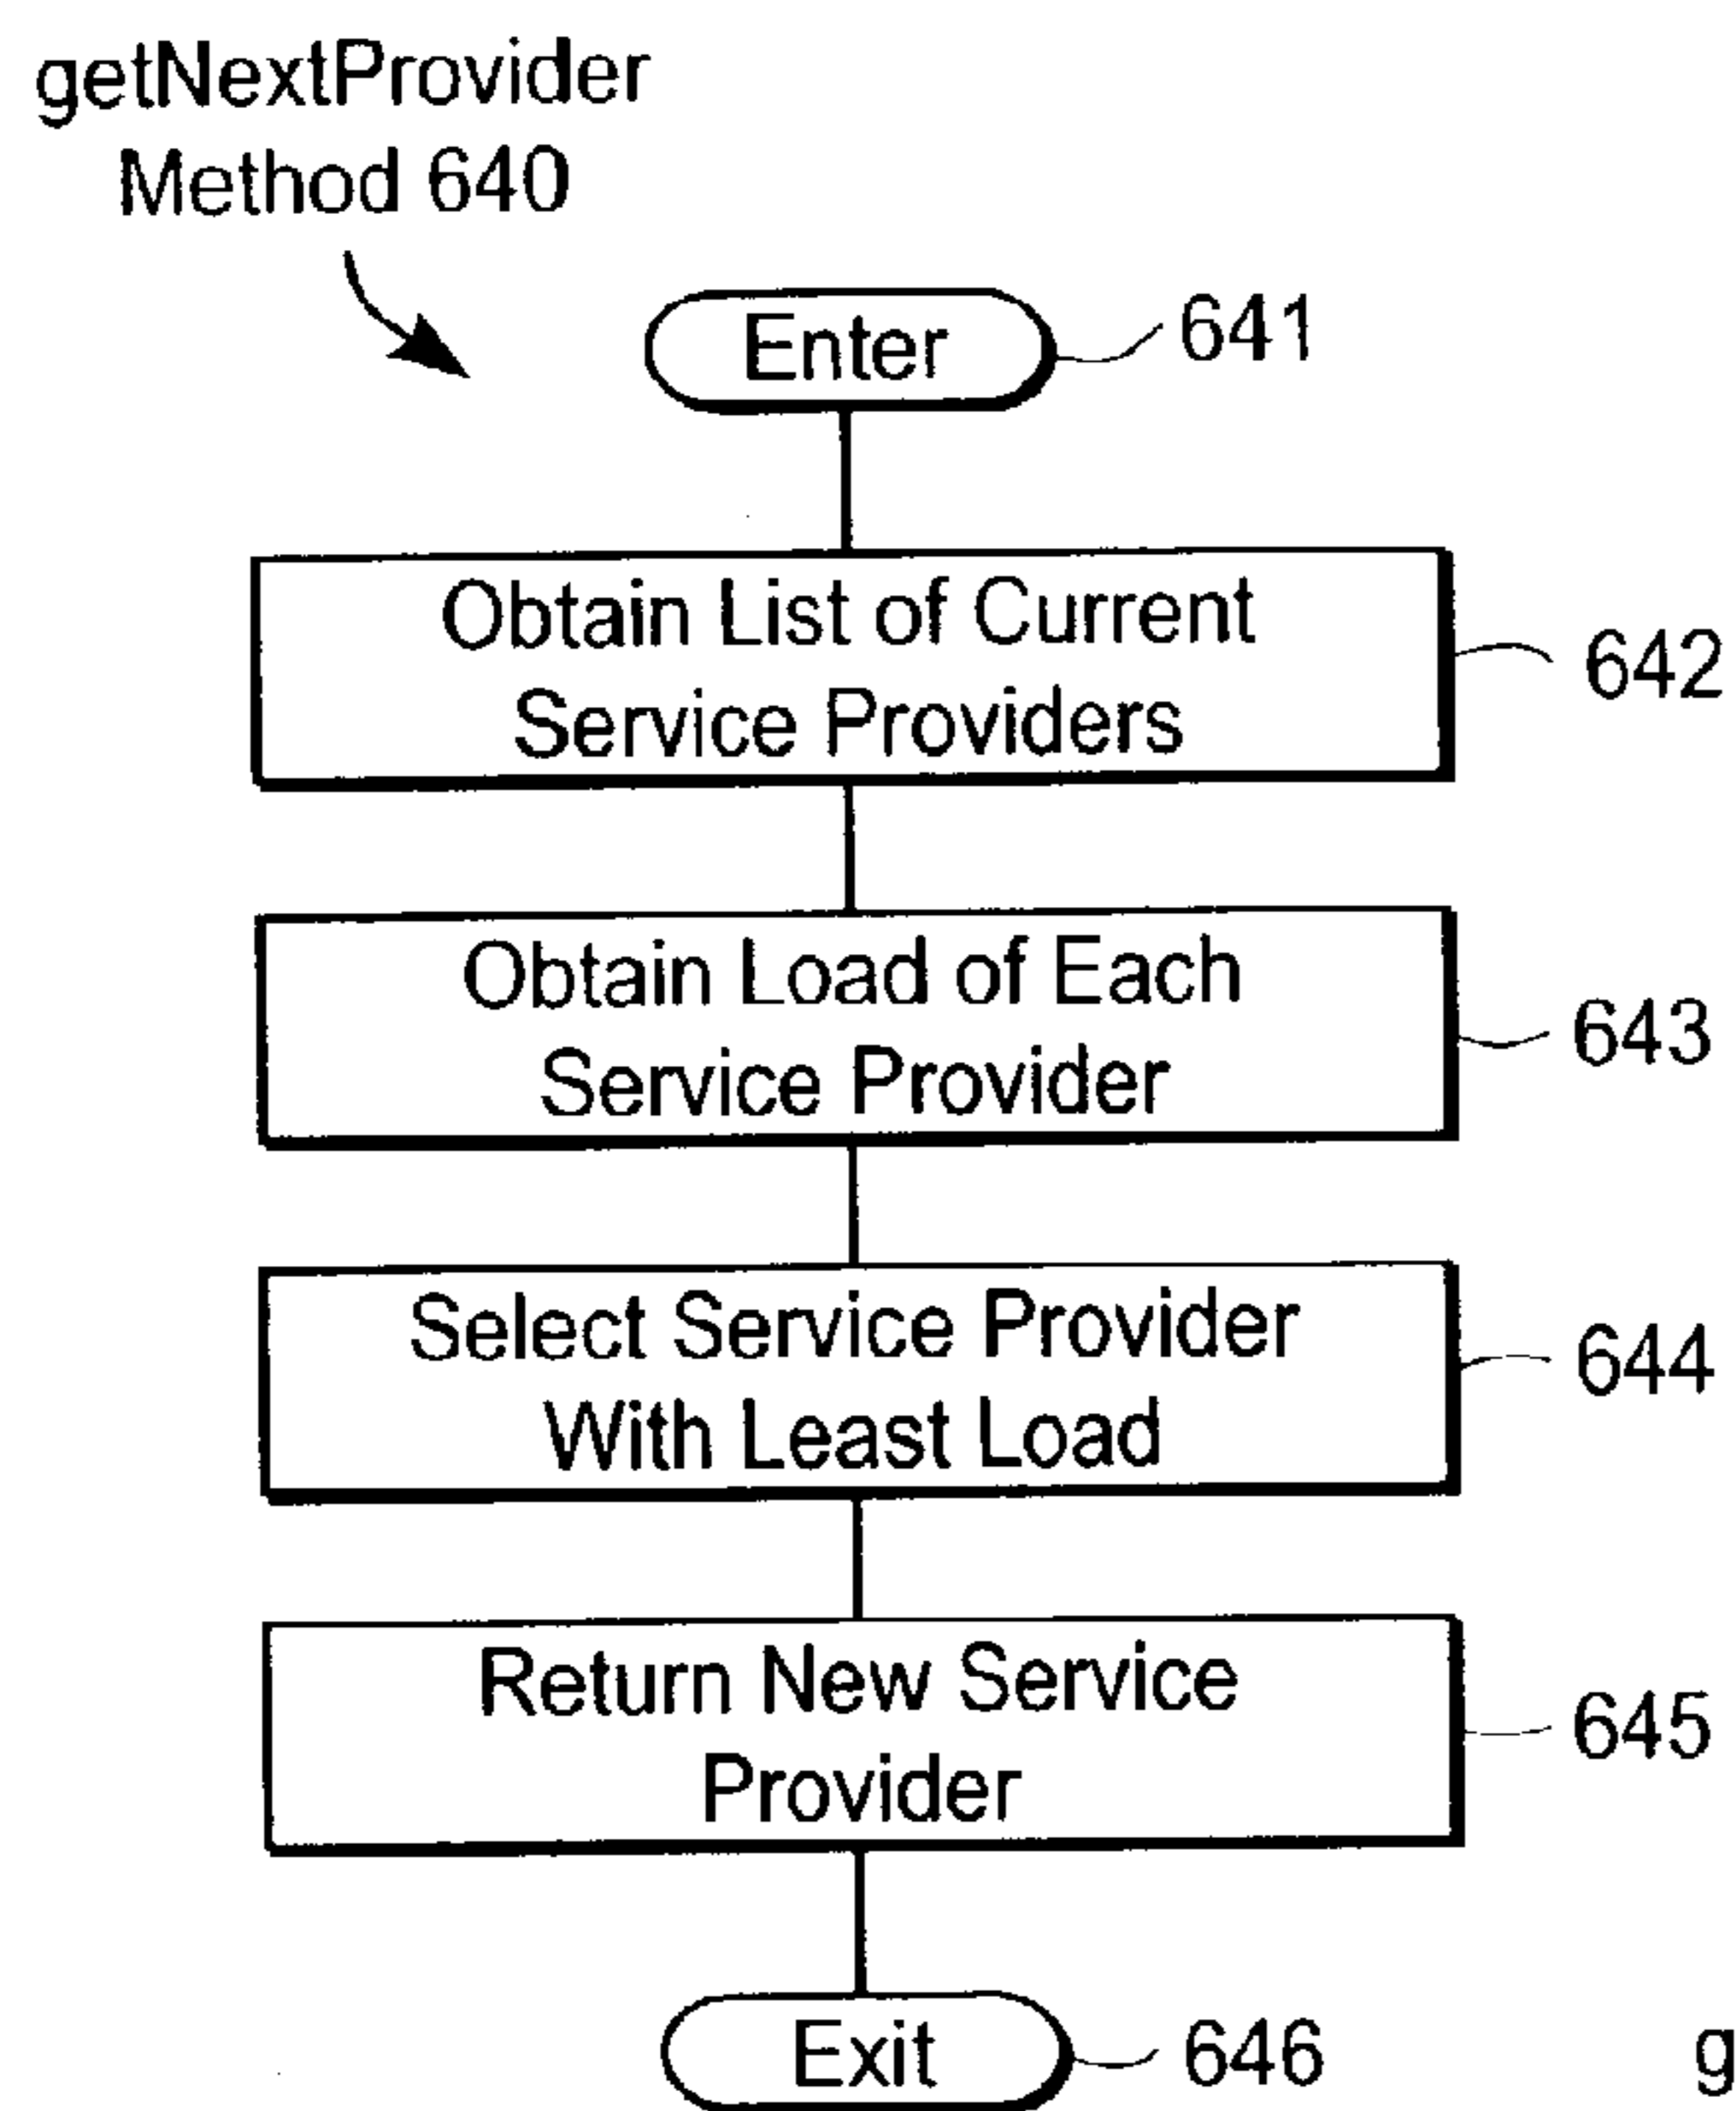 getNextProvider
Method 640
Enter
641
Obtain List of Current
Service Providers
642
Obtain Load of Each
Service Provider
643
Select Service Provider
With Least Load
644
Return New Service
Provider
645
Exit
646
g